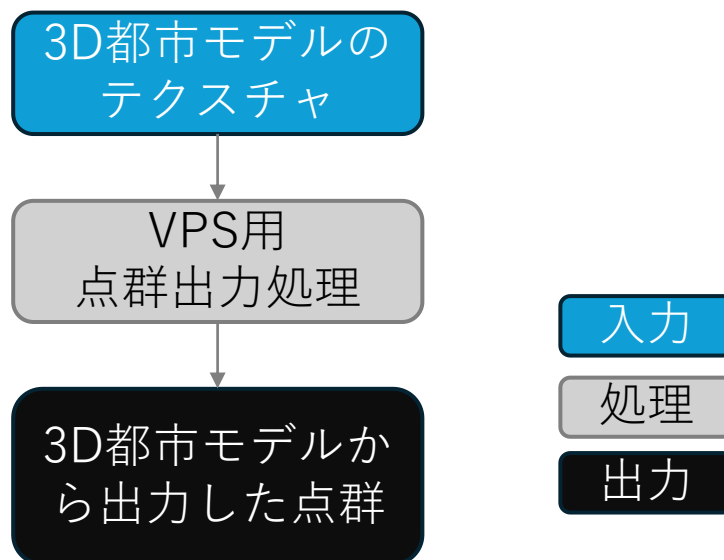 3D都市モデルの
テクスチャ
VPS用
点群出力処理
3D都市モデルか
ら出力した点群
入力
処理
出力